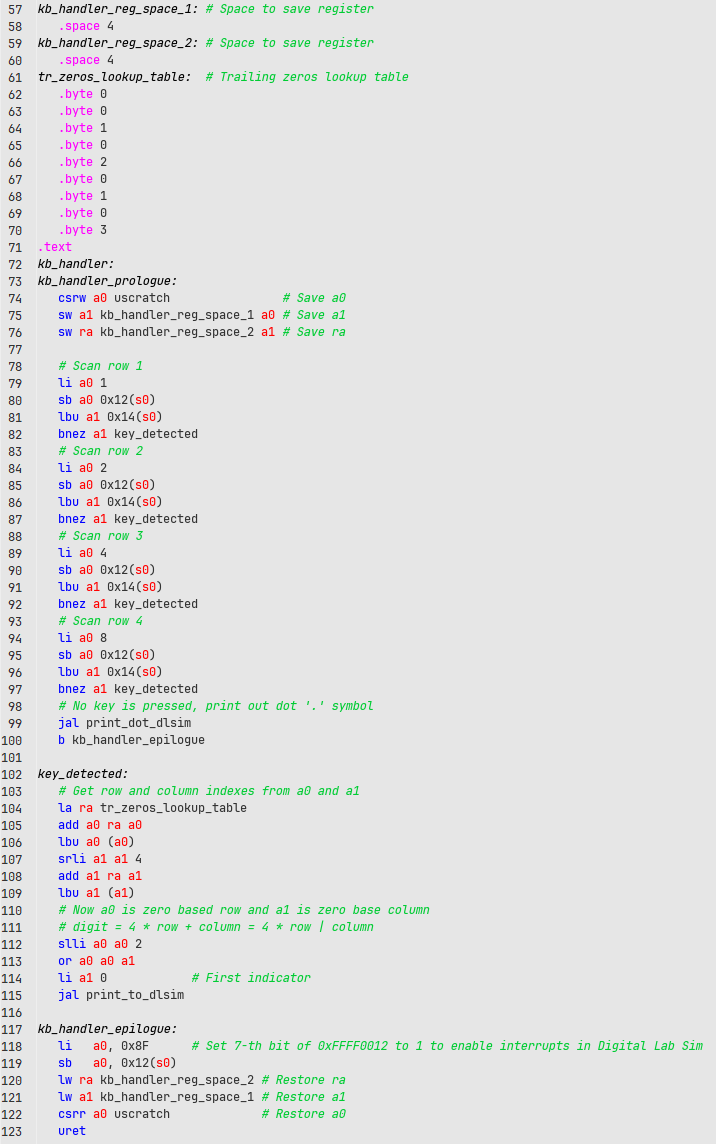 57 kb_handler_reg_space_1: # Space to save register
58 .space 4
59 kb_handler_reg_space_2: # Space to save register
60 .space 4
61 tr_zeros_lookup_table: # Trailing zeros lookup table
62 .byte 0
63 .byte 0
64 .byte 1
65 .byte 0
66 .byte 2
67 .byte 0
68 .byte 1
69 .byte 0
70 .byte 3
71 .text
72 kb_handler:
73 kb_handler_prologue:
74 csrw a0 uscratch # Save a0
75 sw a1 kb_handler_reg_space_1 a0 # Save a1
76 sw ra kb_handler_reg_space_2 a1 # Save ra
77
78 # Scan row 1
79 li a0 1
80 sb a0 0x12(s0)
81 lbu a1 0x14(s0)
82 bnez a1 key_detected
83 # Scan row 2
84 li a0 2
85 sb a0 0x12(s0)
86 lbu a1 0x14(s0)
87 bnez a1 key_detected
88 # Scan row 3
89 li a0 4
90 sb a0 0x12(s0)
91 lbu a1 0x14(s0)
92 bnez a1 key_detected
93 # Scan row 4
94 li a0 8
95 sb a0 0x12(s0)
96 lbu a1 0x14(s0)
97 bnez a1 key_detected
98 # No key is pressed, print out dot '.' symbol
99 jal print_dot_dlsim
100 b kb_handler_epilogue
101
102 key_detected:
103 # Get row and column indexes from a0 and a1
104 la ra tr_zeros_lookup_table
105 add a0 ra a0
106 lbu a0 (a0)
107 srli a1 a1 4
108 add a1 ra a1
109 lbu a1 (a1)
110 # Now a0 is zero based row and a1 is zero base column
111 # digit = 4 * row + column = 4 * row | column
112 slli a0 a0 2
113 or a0 a0 a1
114 li a1 0 # First indicator
115 jal print_to_dlsim
116
117 kb_handler_epilogue:
118 li a0, 0x8F # Set 7-th bit of 0xFFFF0012 to 1 to enable interrupts in Digital Lab Sim
119 sb a0, 0x12(s0)
120 lw ra kb_handler_reg_space_2 # Restore ra
121 lw a1 kb_handler_reg_space_1 # Restore a1
122 csrr a0 uscratch # Restore a0
123 uret